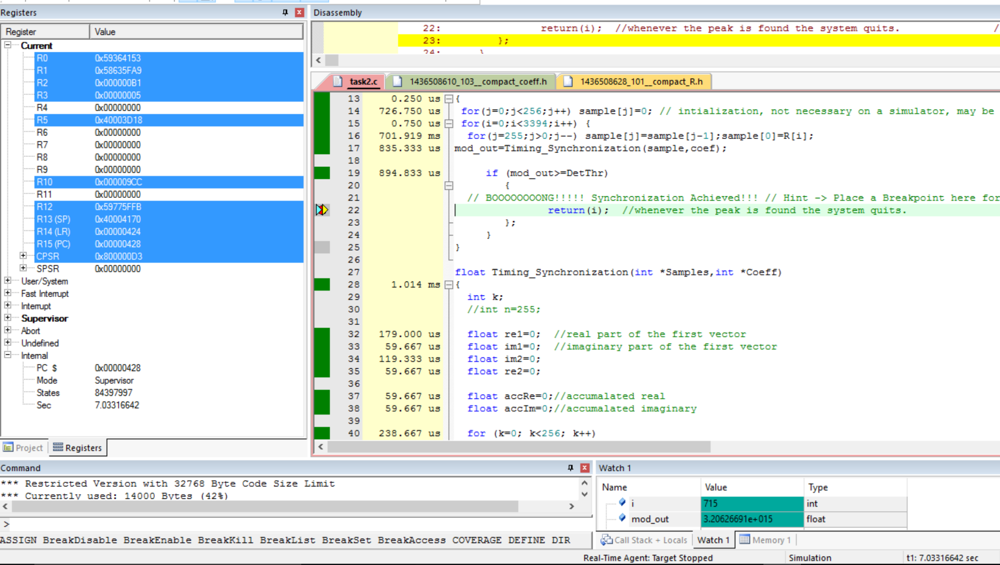 Registers
Register Value
Current
R0 0x59364153
R1 0x58635FA9
R2 0x000000B1
R3 0x00000005
R4 0x00000000
R5 0x40003D18
R6 0x00000000
R7 0x00000000
R8 0x00000000
R9 0x00000000
R10 0x000009CC
R11 0x00000000
R12 0x59775FFB
R13 (SP) 0x40004170
R14 (LR) 0x00000424
R15 (PC) 0x00000428
CPSR 0x800000D3
SPSR 0x00000000
User/System
Fast Interrupt
Interrupt
Supervisor
Abort
Undefined
Internal
PC $ 0x00000428
Mode Supervisor
States 84397997
Sec 7.03316642
Project Registers
Disassembly
22: return(i); //whenever the peak is found the system quits. /
23: };
24: }
task2.c 1436508610_103__compact_coeff.h 1436508628_101__compact_R.h
13 0.250 us {
14 726.750 us for(j=0;j<256;j++) sample[j]=0; // intialization, not necessary on a simulator, may be
15 0.750 us for(i=0;i<3394;i++) {
16 701.919 ms for(j=255;j>0;j--) sample[j]=sample[j-1];sample[0]=R[i];
17 835.333 us mod_out=Timing_Synchronization(sample,coef);
18
19 894.833 us if (mod_out>=DetThr)
20 {
21 // BOOOOOOOONG!!!!! Synchronization Achieved!!! // Hint -> Place a Breakpoint here for
22 return(i); //whenever the peak is found the system quits.
23 };
24 }
25 }
26
27 float Timing_Synchronization(int *Samples,int *Coeff)
28 1.014 ms {
29 int k;
30 //int n=255;
31
32 179.000 us float re1=0; //real part of the first vector
33 59.667 us float im1=0; //imaginary part of the first vector
34 119.333 us float im2=0;
35 59.667 us float re2=0;
36
37 59.667 us float accRe=0;//accumalated real
38 59.667 us float accIm=0;//accumalated imaginary
39
40 238.667 us for (k=0; k<256; k++)
Command
*** Restricted Version with 32768 Byte Code Size Limit
*** Currently used: 14000 Bytes (42%)
>
ASSIGN BreakDisable BreakEnable BreakKill BreakList BreakSet BreakAccess COVERAGE DEFINE DIR
Watch 1
Name Value Type
i 715 int
mod_out 3.20626691e+015 float
Call Stack + Locals Watch 1 Memory 1
Real-Time Agent: Target Stopped Simulation t1: 7.03316642 sec